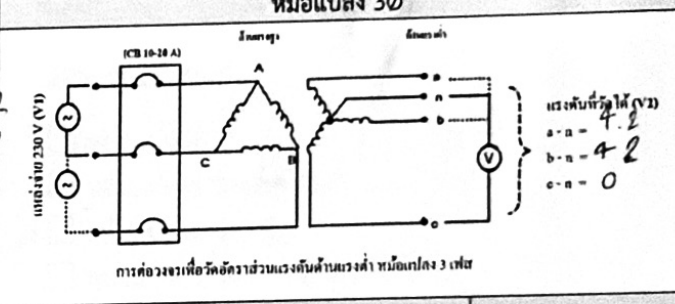 หม้อแปลง 3Ø
(CB 10-20 A)
ด้านแรงสูง
ด้านแรงต่ำ
แหล่งจ่าย 230 V (V1)
A
C
B
a
n
b
c
V
แรงดันที่วัดได้ (V2)
a - n = 4.2
b - n = 4 2
c - n = 0
การต่อวงจรเพื่อวัดอัตราส่วนแรงดันด้านแรงต่ำ หม้อแปลง 3 เฟส